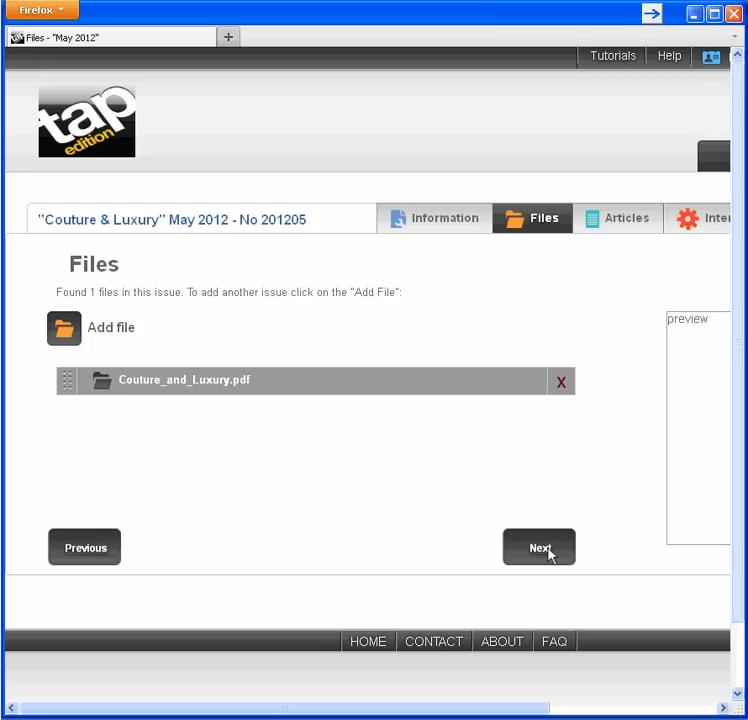 Firefox
Files - "May 2012"
Tutorials
Help
tap
edition
"Couture & Luxury" May 2012 - No 201205
Information
Files
Articles
Files
Found 1 files in this issue. To add another issue click on the "Add File":
Add file
preview
Couture_and_Luxury.pdf
X
Previous
Next
HOME
CONTACT
ABOUT
FAQ